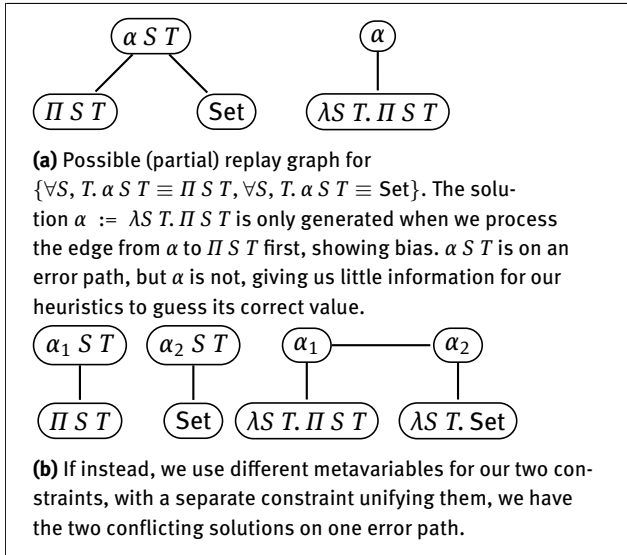 α S T
α
Π S T
Set
λS T. Π S T
(a) Possible (partial) replay graph for
{∀S, T. α S T ≡ Π S T, ∀S, T. α S T ≡ Set}. The solu-
tion α := λS T. Π S T is only generated when we process
the edge from α to Π S T first, showing bias. α S T is on an
error path, but α is not, giving us little information for our
heuristics to guess its correct value.
α₁ S T
α₂ S T
α₁
α₂
Π S T
Set
λS T. Π S T
λS T. Set
(b) If instead, we use different metavariables for our two con-
straints, with a separate constraint unifying them, we have
the two conflicting solutions on one error path.